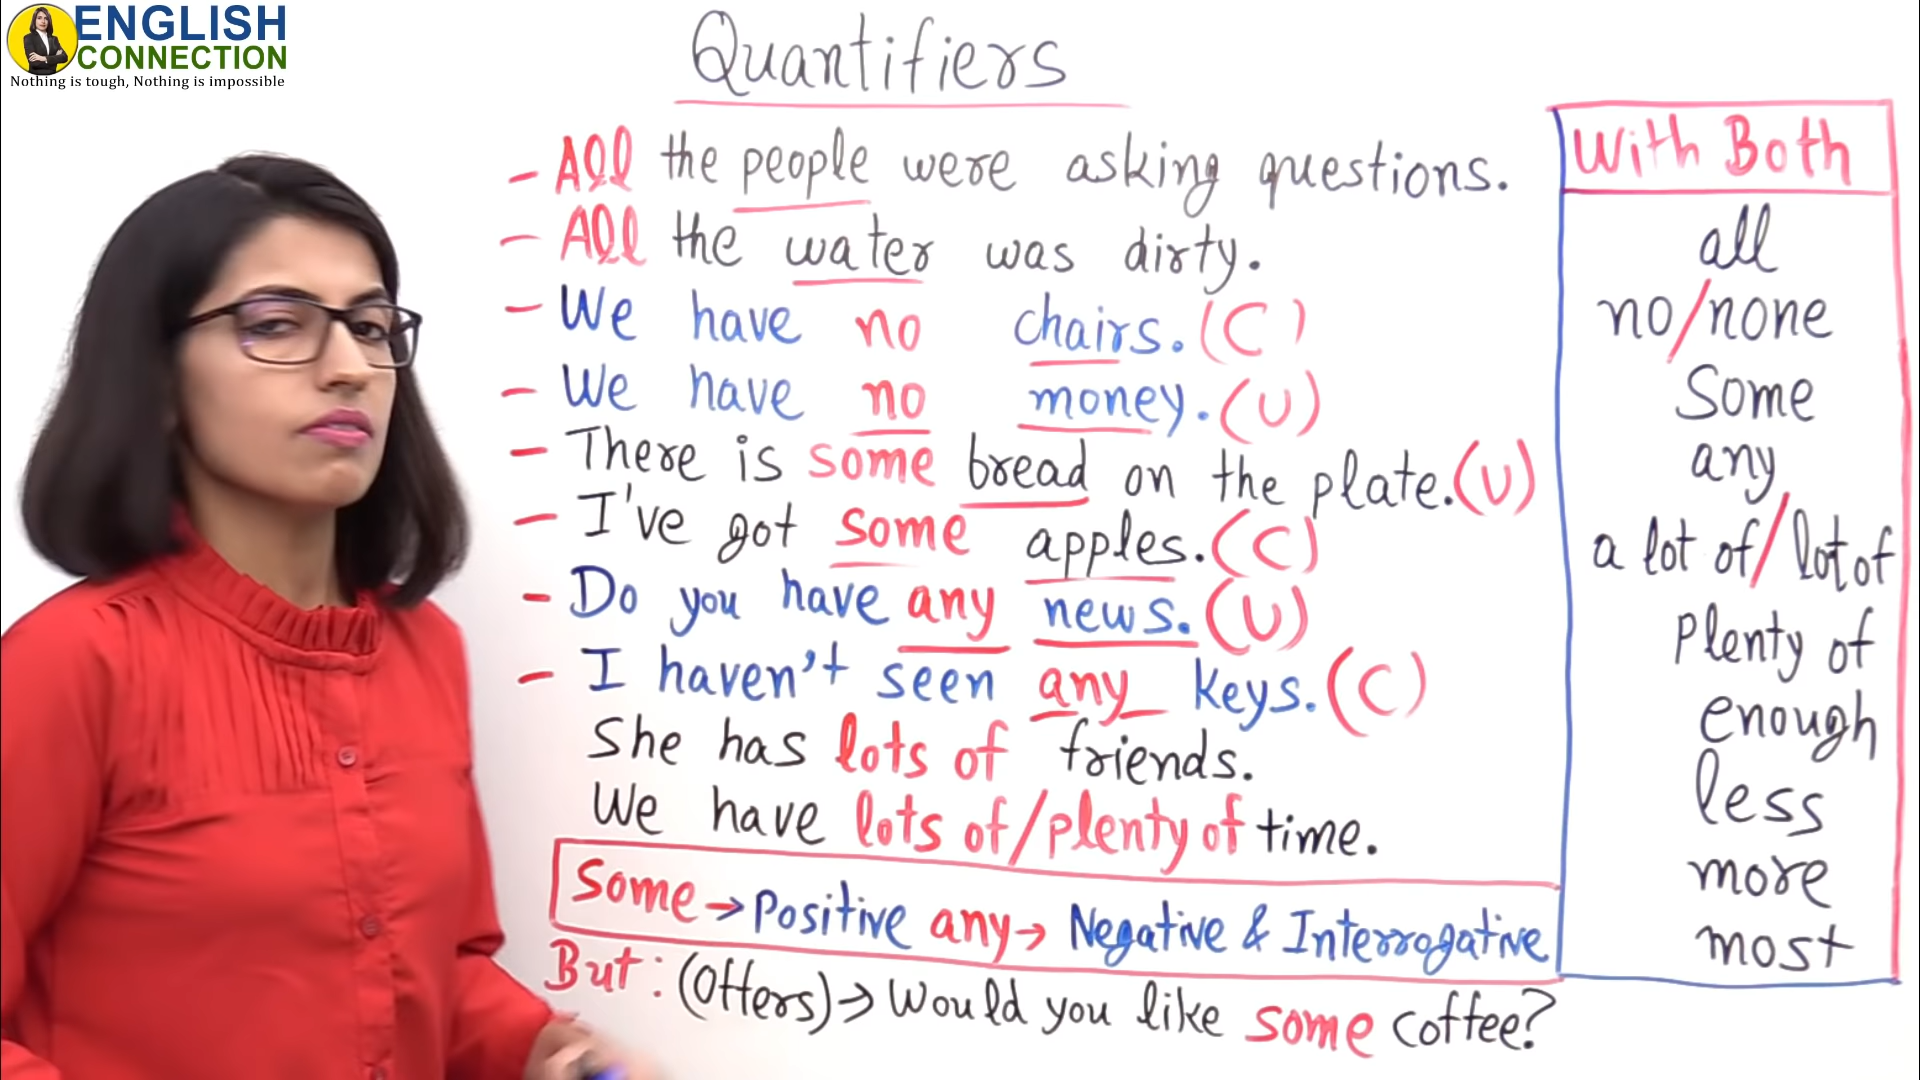 ENGLISH
CONNECTION
Nothing is tough, Nothing is impossible
Quantifiers
- All the people were asking questions.
- All the water was dirty.
- We have no chairs. (C)
- We have no money. (U)
- There is some bread on the plate. (U)
- I've got some apples. (C)
- Do you have any news. (U)
- I haven't seen any keys. (C)
She has lots of friends.
We have lots of/plenty of time.
Some → Positive any → Negative & Interrogative
But: (Offers) → Would you like some coffee?
With Both
all
no/none
Some
any
a lot of/lot of
Plenty of
enough
less
more
most